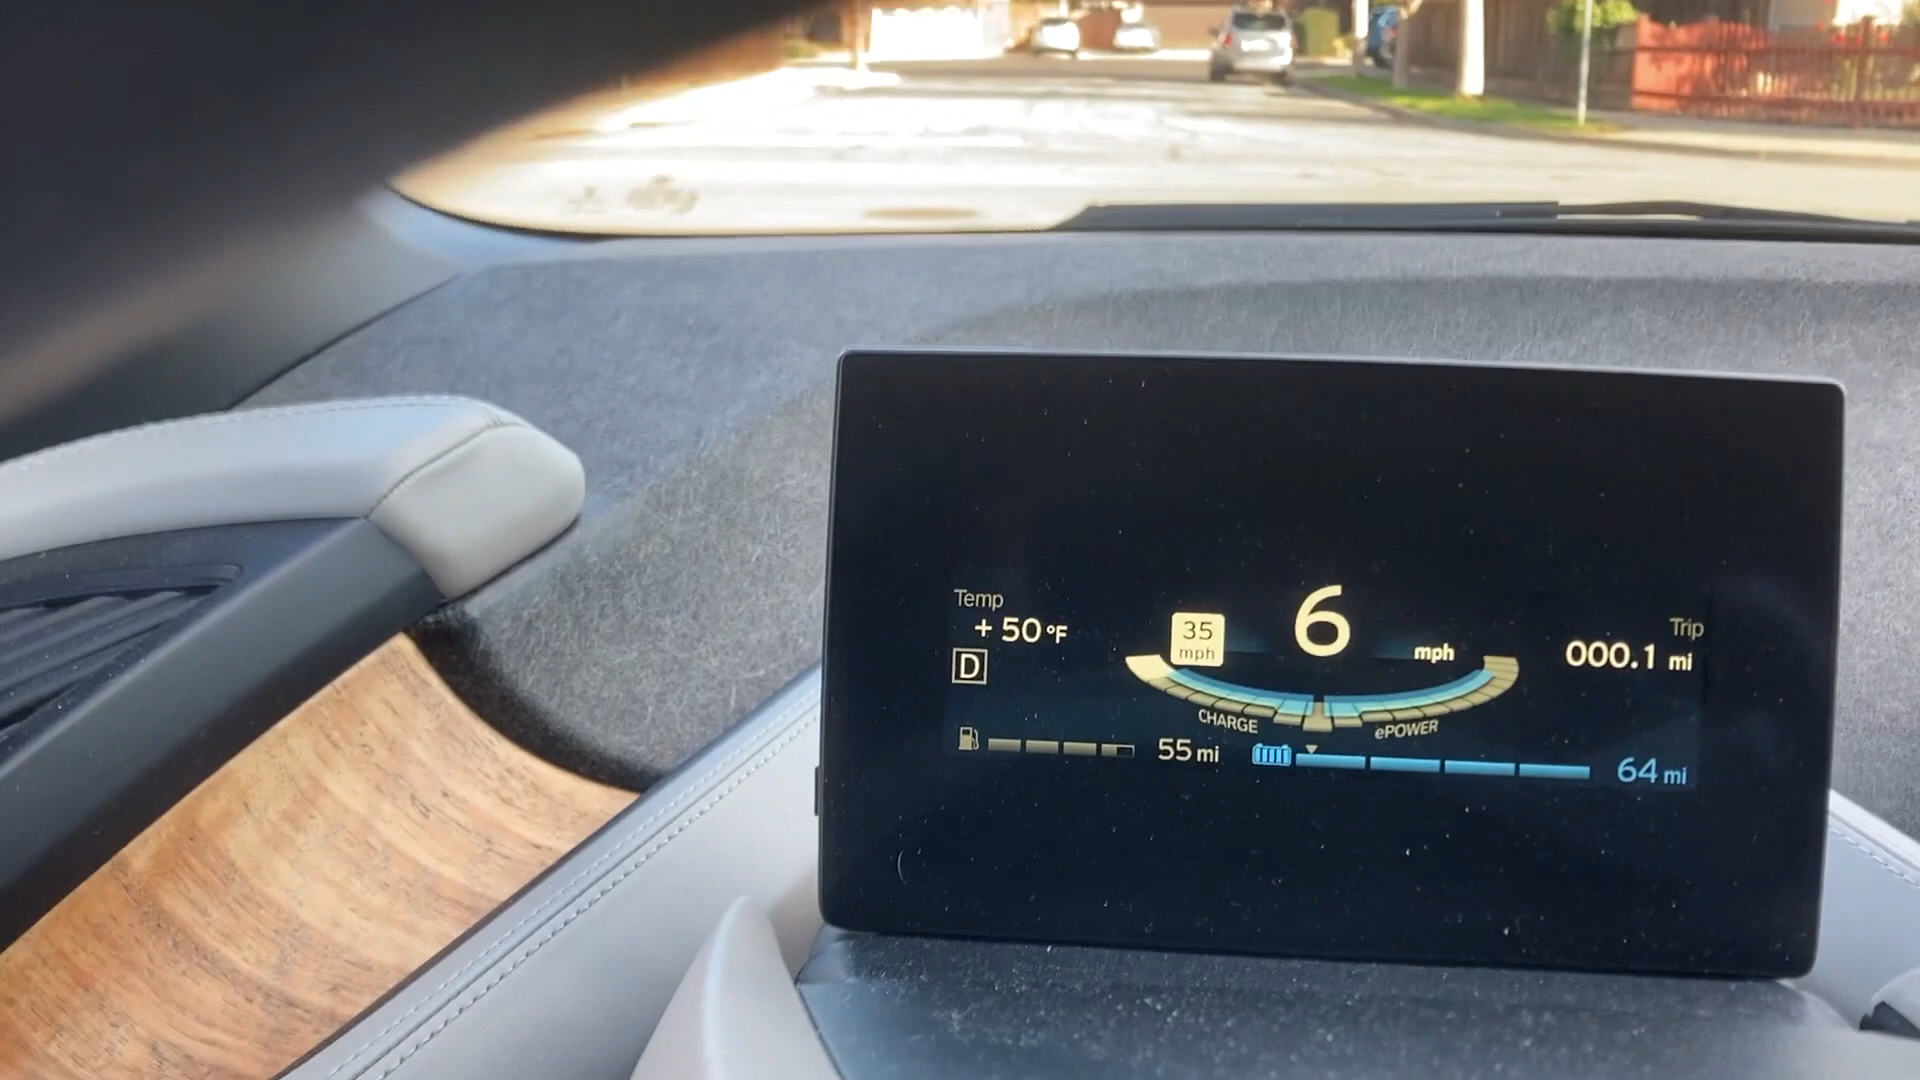 Temp
+ 50 °F
D
35
mph
6
mph
Trip
000.1 mi
CHARGE
ePOWER
55 mi
64 mi